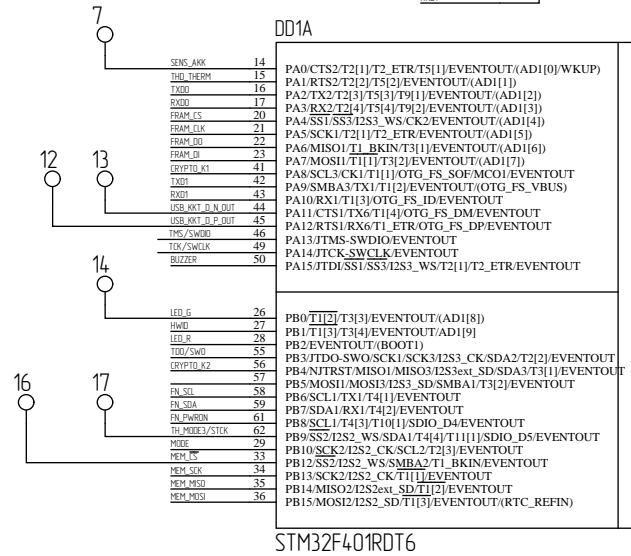 7
DD1A
SENS_AKK 14 PA0/CTS2/T2[1]/T2_ETR/T5[1]/EVENTOUT/(AD1[0]/WKUP)
THD_THERM 15 PA1/RTS2/T2[2]/T5[2]/EVENTOUT/(AD1[1])
TXD0 16 PA2/TX2/T2[3]/T5[3]/T9[1]/EVENTOUT/(AD1[2])
RXD0 17 PA3/RX2/T2[4]/T5[4]/T9[2]/EVENTOUT/(AD1[3])
FRAM_CS 20 PA4/SS1/SS3/I2S3_WS/CK2/EVENTOUT/(AD1[4])
FRAM_CLK 21 PA5/SCK1/T2[1]/T2_ETR/EVENTOUT/(AD1[5])
FRAM_DO 22 PA6/MISO1/T1_BKIN/T3[1]/EVENTOUT/(AD1[6])
FRAM_DI 23 PA7/MOSI1/T1[1]/T3[2]/EVENTOUT/(AD1[7])
CRYPTO_K1 41 PA8/SCL3/CK1/T1[1]/OTG_FS_SOF/MCO1/EVENTOUT
12 13
TXD1 42 PA9/SMBA3/TX1/T1[2]/EVENTOUT/(OTG_FS_VBUS)
RXD1 43 PA10/RX1/T1[3]/OTG_FS_ID/EVENTOUT
USB_KKT_D_N_OUT 44 PA11/CTS1/TX6/T1[4]/OTG_FS_DM/EVENTOUT
USB_KKT_D_P_OUT 45 PA12/RTS1/RX6/T1_ETR/OTG_FS_DP/EVENTOUT
TMS/SWDIO 46 PA13/JTMS-SWDIO/EVENTOUT
TCK/SWCLK 49 PA14/JTCK-SWCLK/EVENTOUT
BUZZER 50 PA15/JTDI/SS1/SS3/I2S3_WS/T2[1]/T2_ETR/EVENTOUT
14
LED_G 26 PB0/T1[2]/T3[3]/EVENTOUT/(AD1[8])
HWID 27 PB1/T1[3]/T3[4]/EVENTOUT/AD1[9]
LED_R 28 PB2/EVENTOUT/(BOOT1)
TDO/SWO 55 PB3/JTDO-SWO/SCK1/SCK3/I2S3_CK/SDA2/T2[2]/EVENTOUT
CRYPTO_K2 56 PB4/NJTRST/MISO1/MISO3/I2S3ext_SD/SDA3/T3[1]/EVENTOUT
57 PB5/MOSI1/MOSI3/I2S3_SD/SMBA1/T3[2]/EVENTOUT
16 17
FN_SCL 58 PB6/SCL1/TX1/T4[1]/EVENTOUT
FN_SDA 59 PB7/SDA1/RX1/T4[2]/EVENTOUT
FN_PWRON 61 PB8/SCL1/T4[3]/T10[1]/SDIO_D4/EVENTOUT
TH_MODE3/STCK 62 PB9/SS2/I2S2_WS/SDA1/T4[4]/T11[1]/SDIO_D5/EVENTOUT
MODE 29 PB10/SCK2/I2S2_CK/SCL2/T2[3]/EVENTOUT
MEM_CS 33 PB12/SS2/I2S2_WS/SMBA2/T1_BKIN/EVENTOUT
MEM_SCK 34 PB13/SCK2/I2S2_CK/T1[1]/EVENTOUT
MEM_MISO 35 PB14/MISO2/I2S2ext_SD/T1[2]/EVENTOUT
MEM_MOSI 36 PB15/MOSI2/I2S2_SD/T1[3]/EVENTOUT/(RTC_REFIN)
STM32F401RDT6